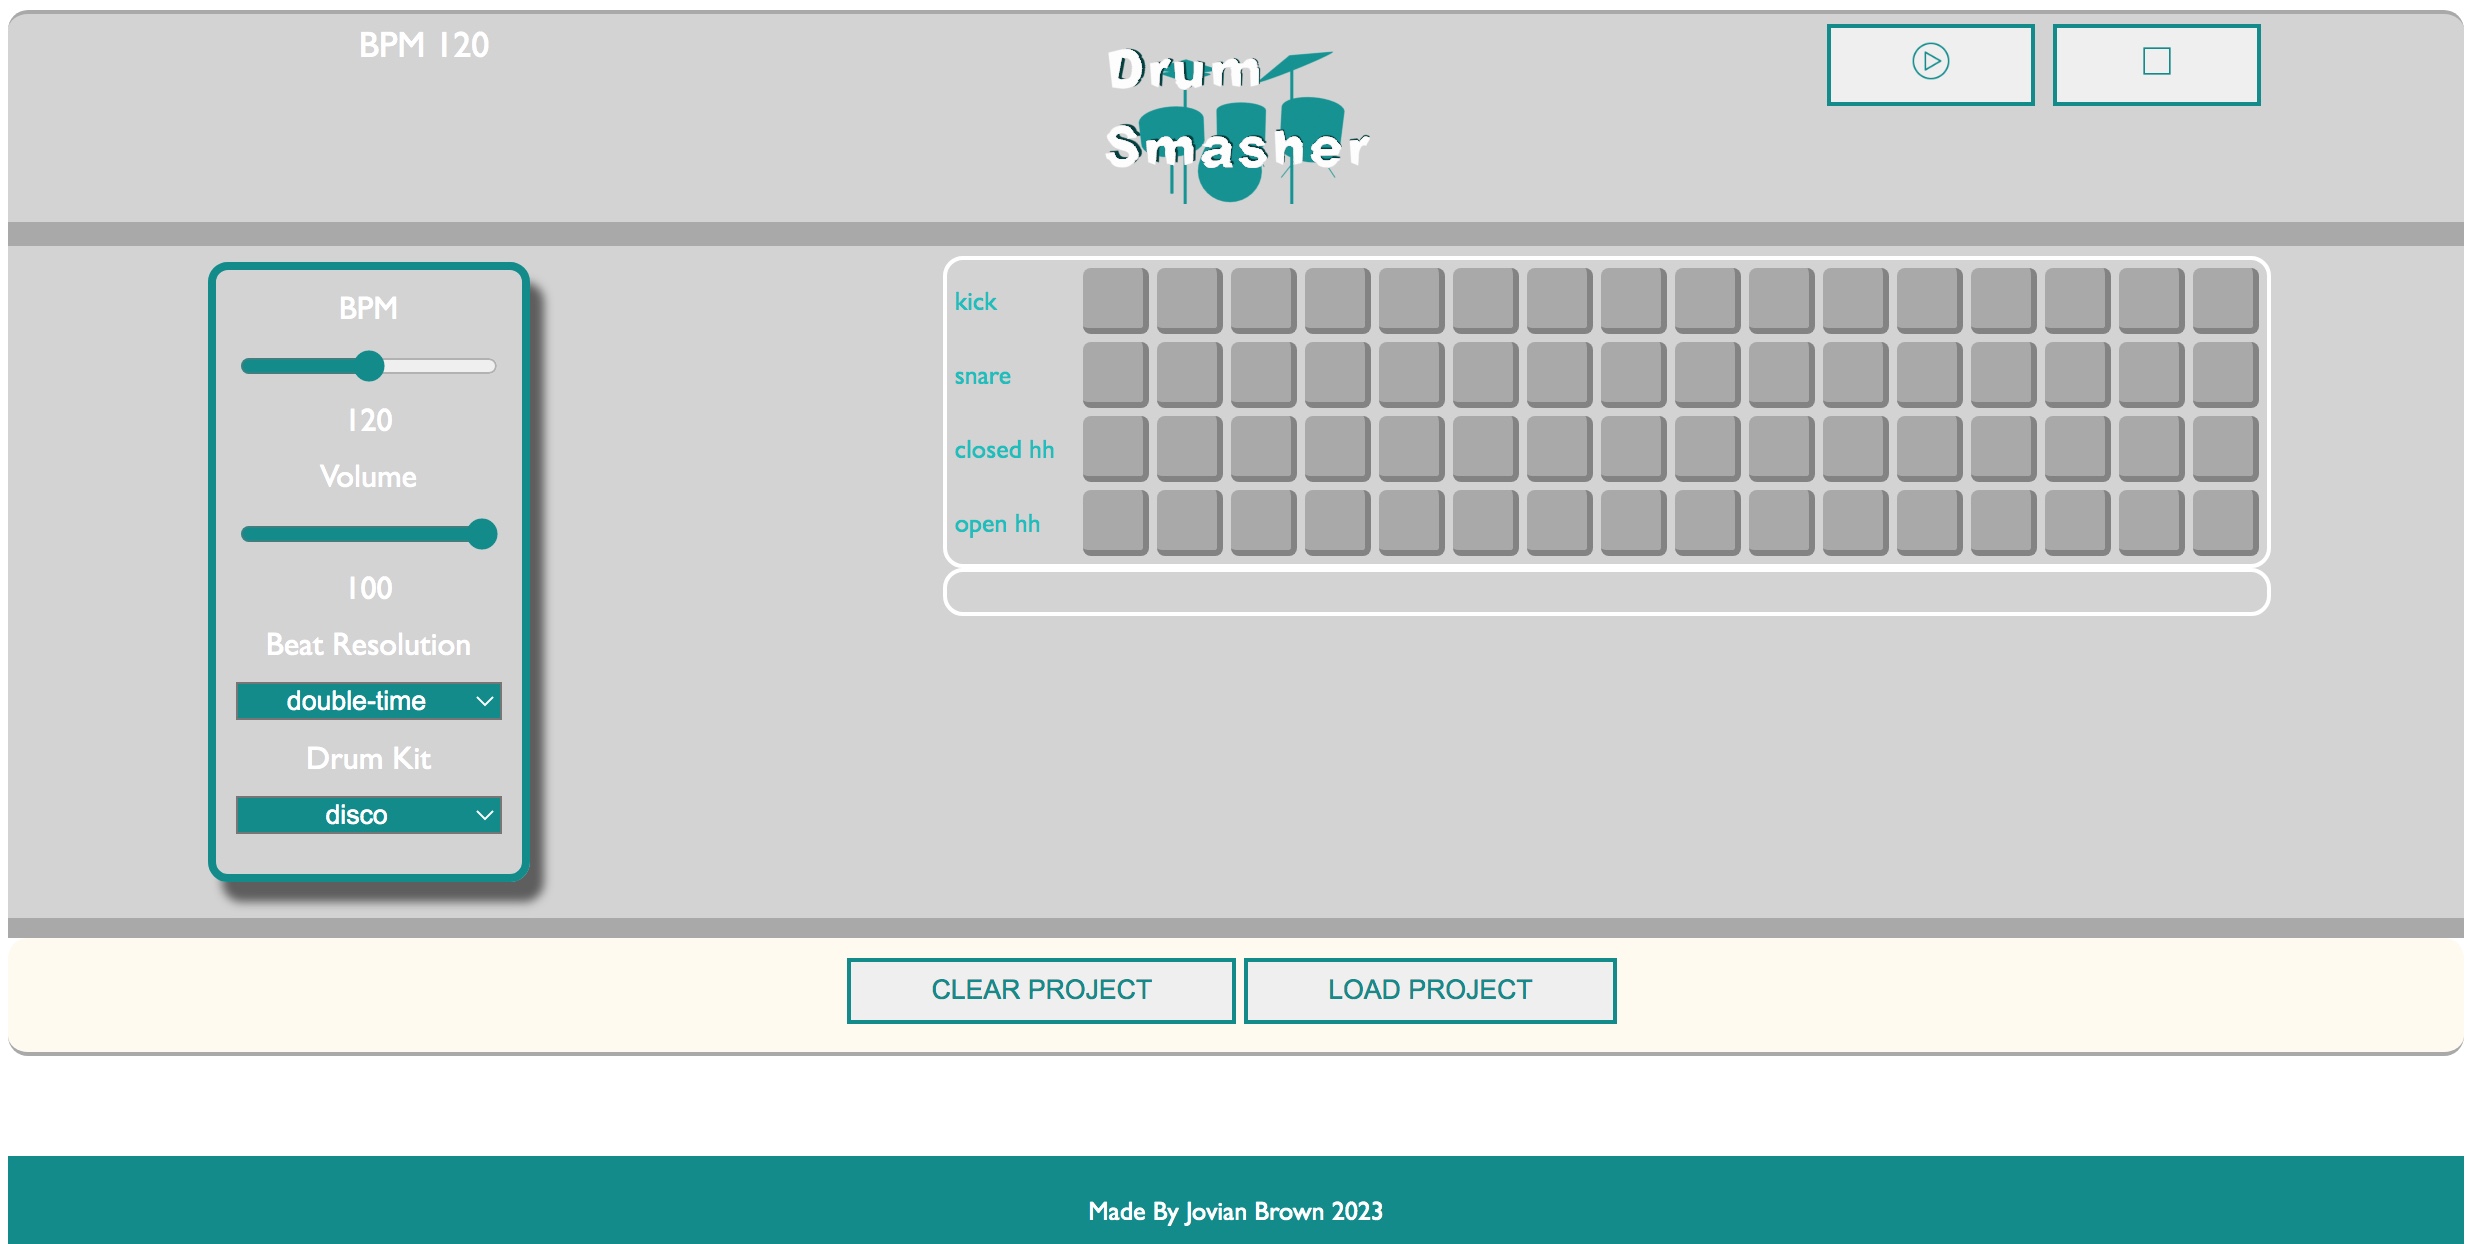 BPM 120
Drum
Smasher
BPM
120
Volume
100
Beat Resolution
double-time
Drum Kit
disco
kick
snare
closed hh
open hh
CLEAR PROJECT
LOAD PROJECT
Made By Jovian Brown 2023